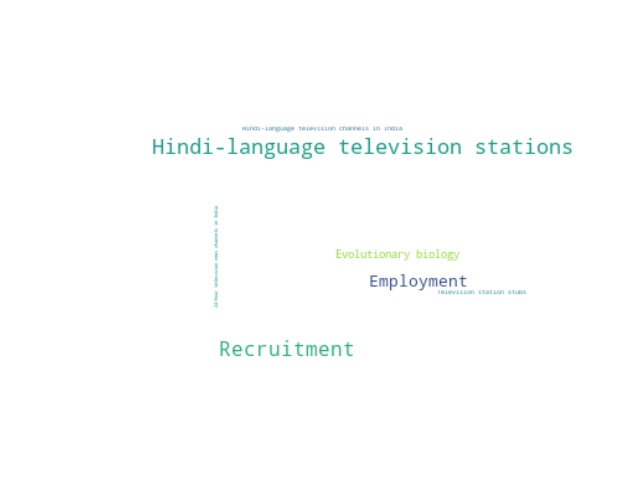 Hindi-language television channels in India
Hindi-language television stations
24-hour television news channels in India
Evolutionary biology
Employment
Television station stubs
Recruitment